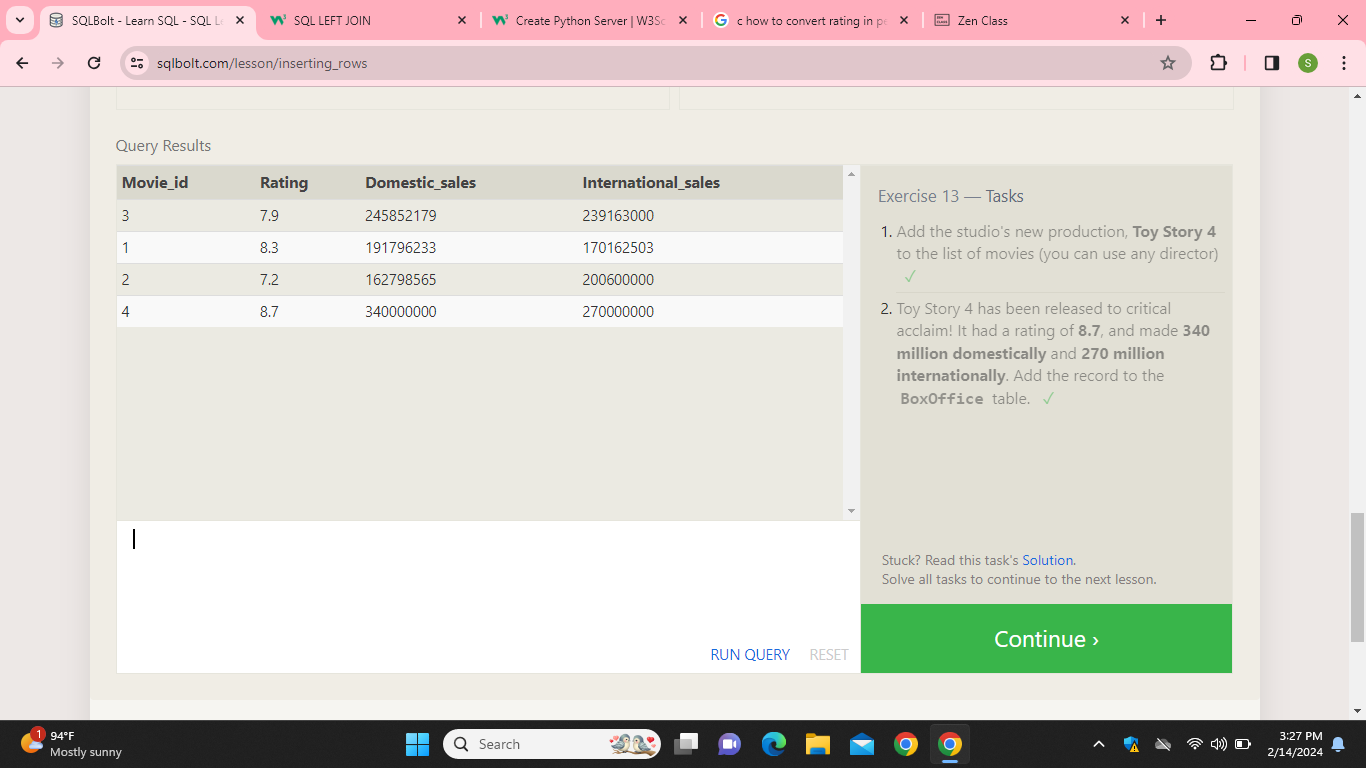 SQLBolt - Learn SQL - SQL Le
SQL LEFT JOIN
Create Python Server | W3Sc
c how to convert rating in pe
Zen Class
sqlbolt.com/lesson/inserting_rows
S
Query Results
Movie_id Rating Domestic_sales International_sales
3 7.9 245852179 239163000
1 8.3 191796233 170162503
2 7.2 162798565 200600000
4 8.7 340000000 270000000
Exercise 13 — Tasks
1. Add the studio's new production, Toy Story 4
to the list of movies (you can use any director)
✓
2. Toy Story 4 has been released to critical
acclaim! It had a rating of 8.7, and made 340
million domestically and 270 million
internationally. Add the record to the
BoxOffice table. ✓
Stuck? Read this task's Solution.
Solve all tasks to continue to the next lesson.
RUN QUERY RESET
Continue ›
1
94°F
Mostly sunny
Search
3:27 PM
2/14/2024